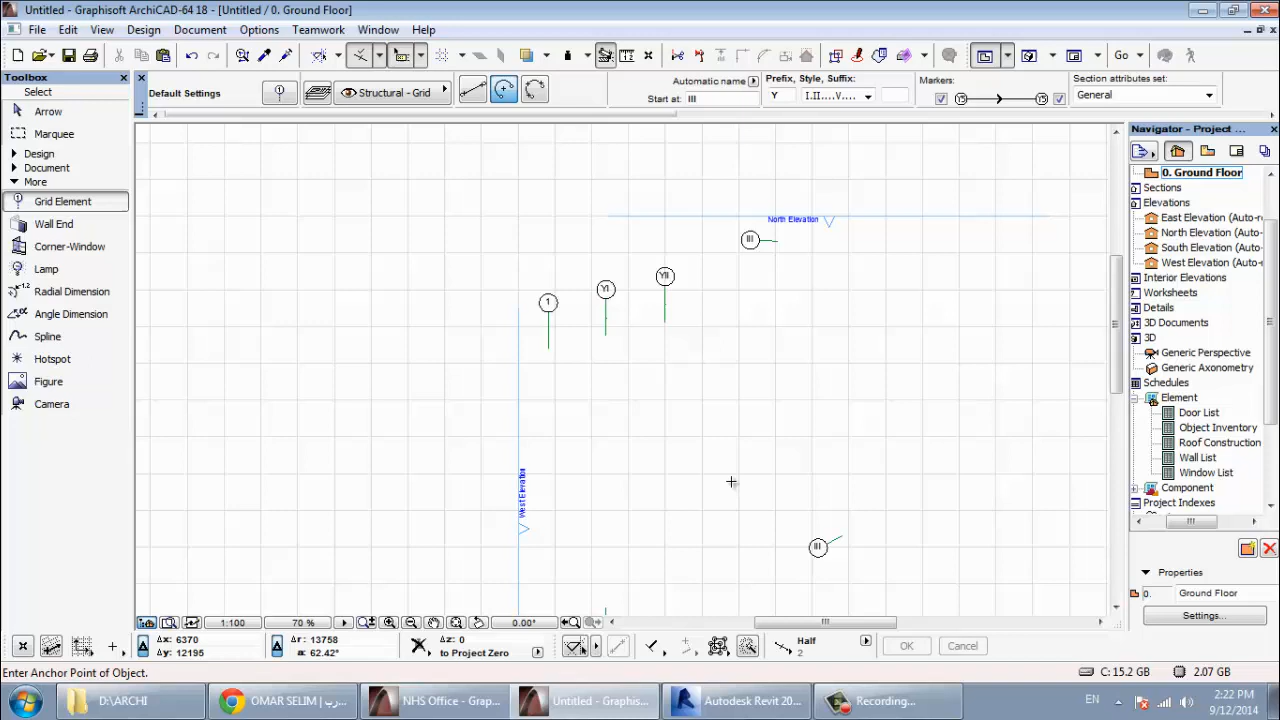 Untitled - Graphisoft ArchiCAD-64 18 - [Untitled / 0. Ground Floor]
File Edit View Design Document Options Teamwork Window Help
Go
Toolbox
Select
Arrow
Marquee
Design
Document
More
Grid Element
Wall End
Corner-Window
Lamp
Radial Dimension
Angle Dimension
Spline
Hotspot
Figure
Camera
Default Settings
Structural - Grid
Automatic name
Start at: III
Prefix, Style, Suffix:
Y I.II....V....
Markers:
Section attributes set:
General
North Elevation
III
YII
YI
1
West Elevation
III
Navigator - Project ...
0. Ground Floor
Sections
Elevations
East Elevation (Auto-r
North Elevation (Auto-
South Elevation (Auto-
West Elevation (Auto-
Interior Elevations
Worksheets
Details
3D Documents
3D
Generic Perspective
Generic Axonometry
Schedules
Element
Door List
Object Inventory
Roof Construction
Wall List
Window List
Component
Project Indexes
Properties
0. Ground Floor
Settings...
1:100 70 % 0.00°
Δx: 6370
Δy: 12195
Δr: 13758
a: 62.42°
Δz: 0
to Project Zero
Half
2
OK Cancel
Enter Anchor Point of Object.
C: 15.2 GB 2.07 GB
D:\ARCHI
OMAR SELIM |
NHS Office - Grap...
Untitled - Graphis...
Autodesk Revit 20...
Recording...
EN
2:22 PM
9/12/2014